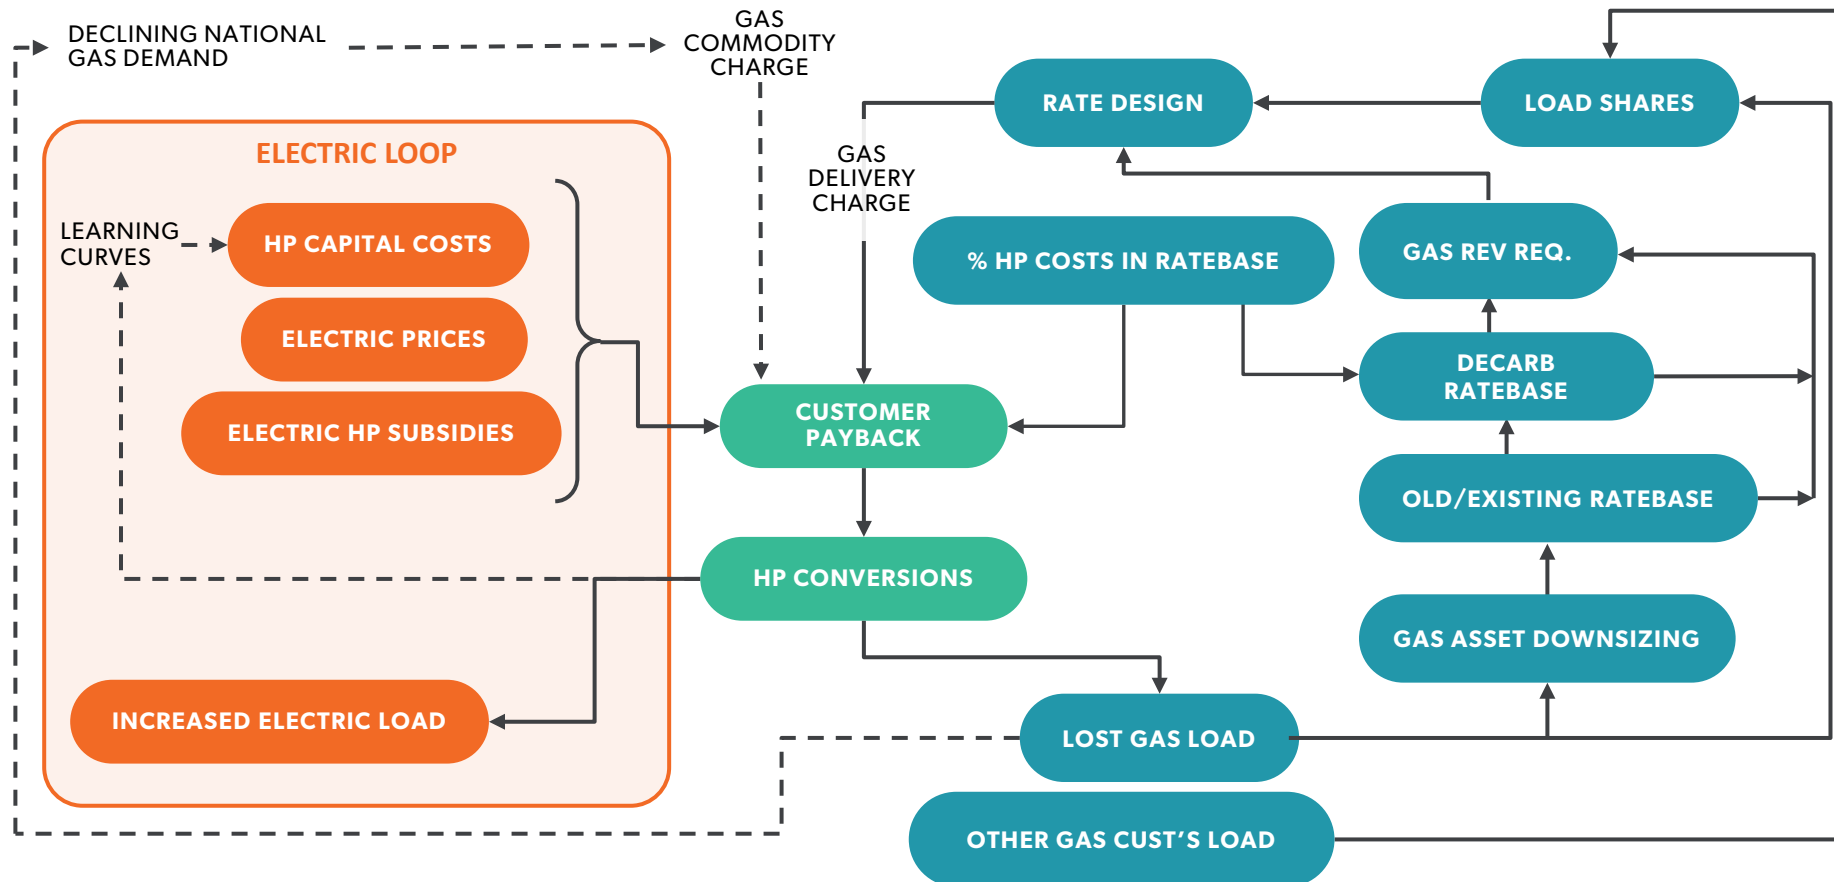 DECLINING NATIONAL
GAS DEMAND
GAS
COMMODITY
CHARGE
RATE DESIGN
LOAD SHARES
ELECTRIC LOOP
GAS
DELIVERY
CHARGE
LEARNING
CURVES
HP CAPITAL COSTS
% HP COSTS IN RATEBASE
GAS REV REQ.
ELECTRIC PRICES
DECARB
RATEBASE
ELECTRIC HP SUBSIDIES
CUSTOMER
PAYBACK
OLD/EXISTING RATEBASE
HP CONVERSIONS
GAS ASSET DOWNSIZING
INCREASED ELECTRIC LOAD
LOST GAS LOAD
OTHER GAS CUST’S LOAD